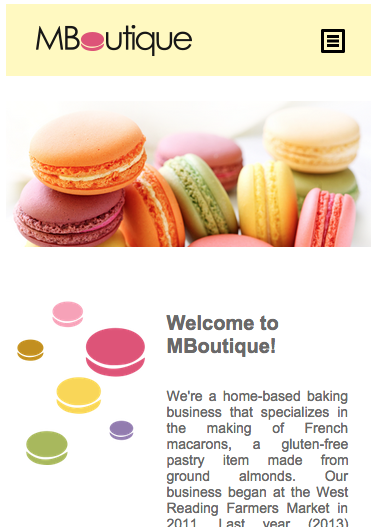 MBoutique
Welcome to
MBoutique!
We're a home-based baking
business that specializes in
the making of French
macarons, a gluten-free
pastry item made from
ground almonds. Our
business began at the West
Reading Farmers Market in
2011. Last year (2013)